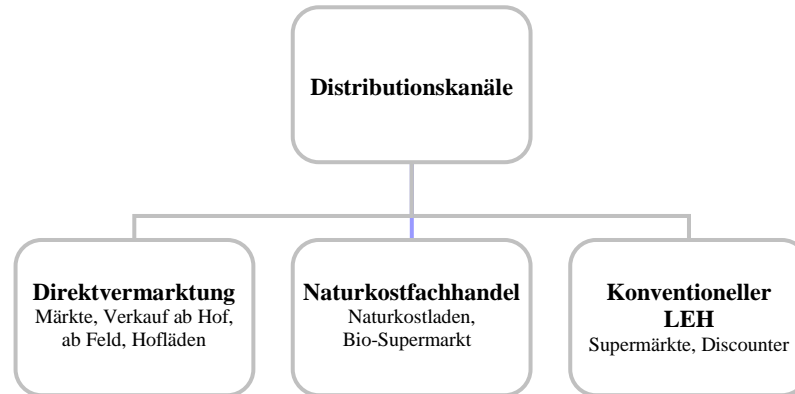 Distributionskanäle
Direktvermarktung
Märkte, Verkauf ab Hof,
ab Feld, Hofläden
Naturkostfachhandel
Naturkostladen,
Bio-Supermarkt
Konventioneller
LEH
Supermärkte, Discounter